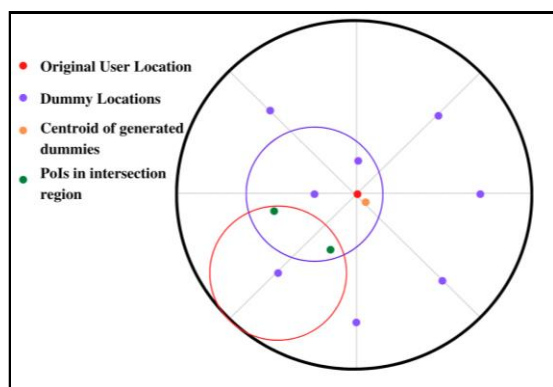 Original User Location
Dummy Locations
Centroid of generated
dummies
PoIs in intersection
region